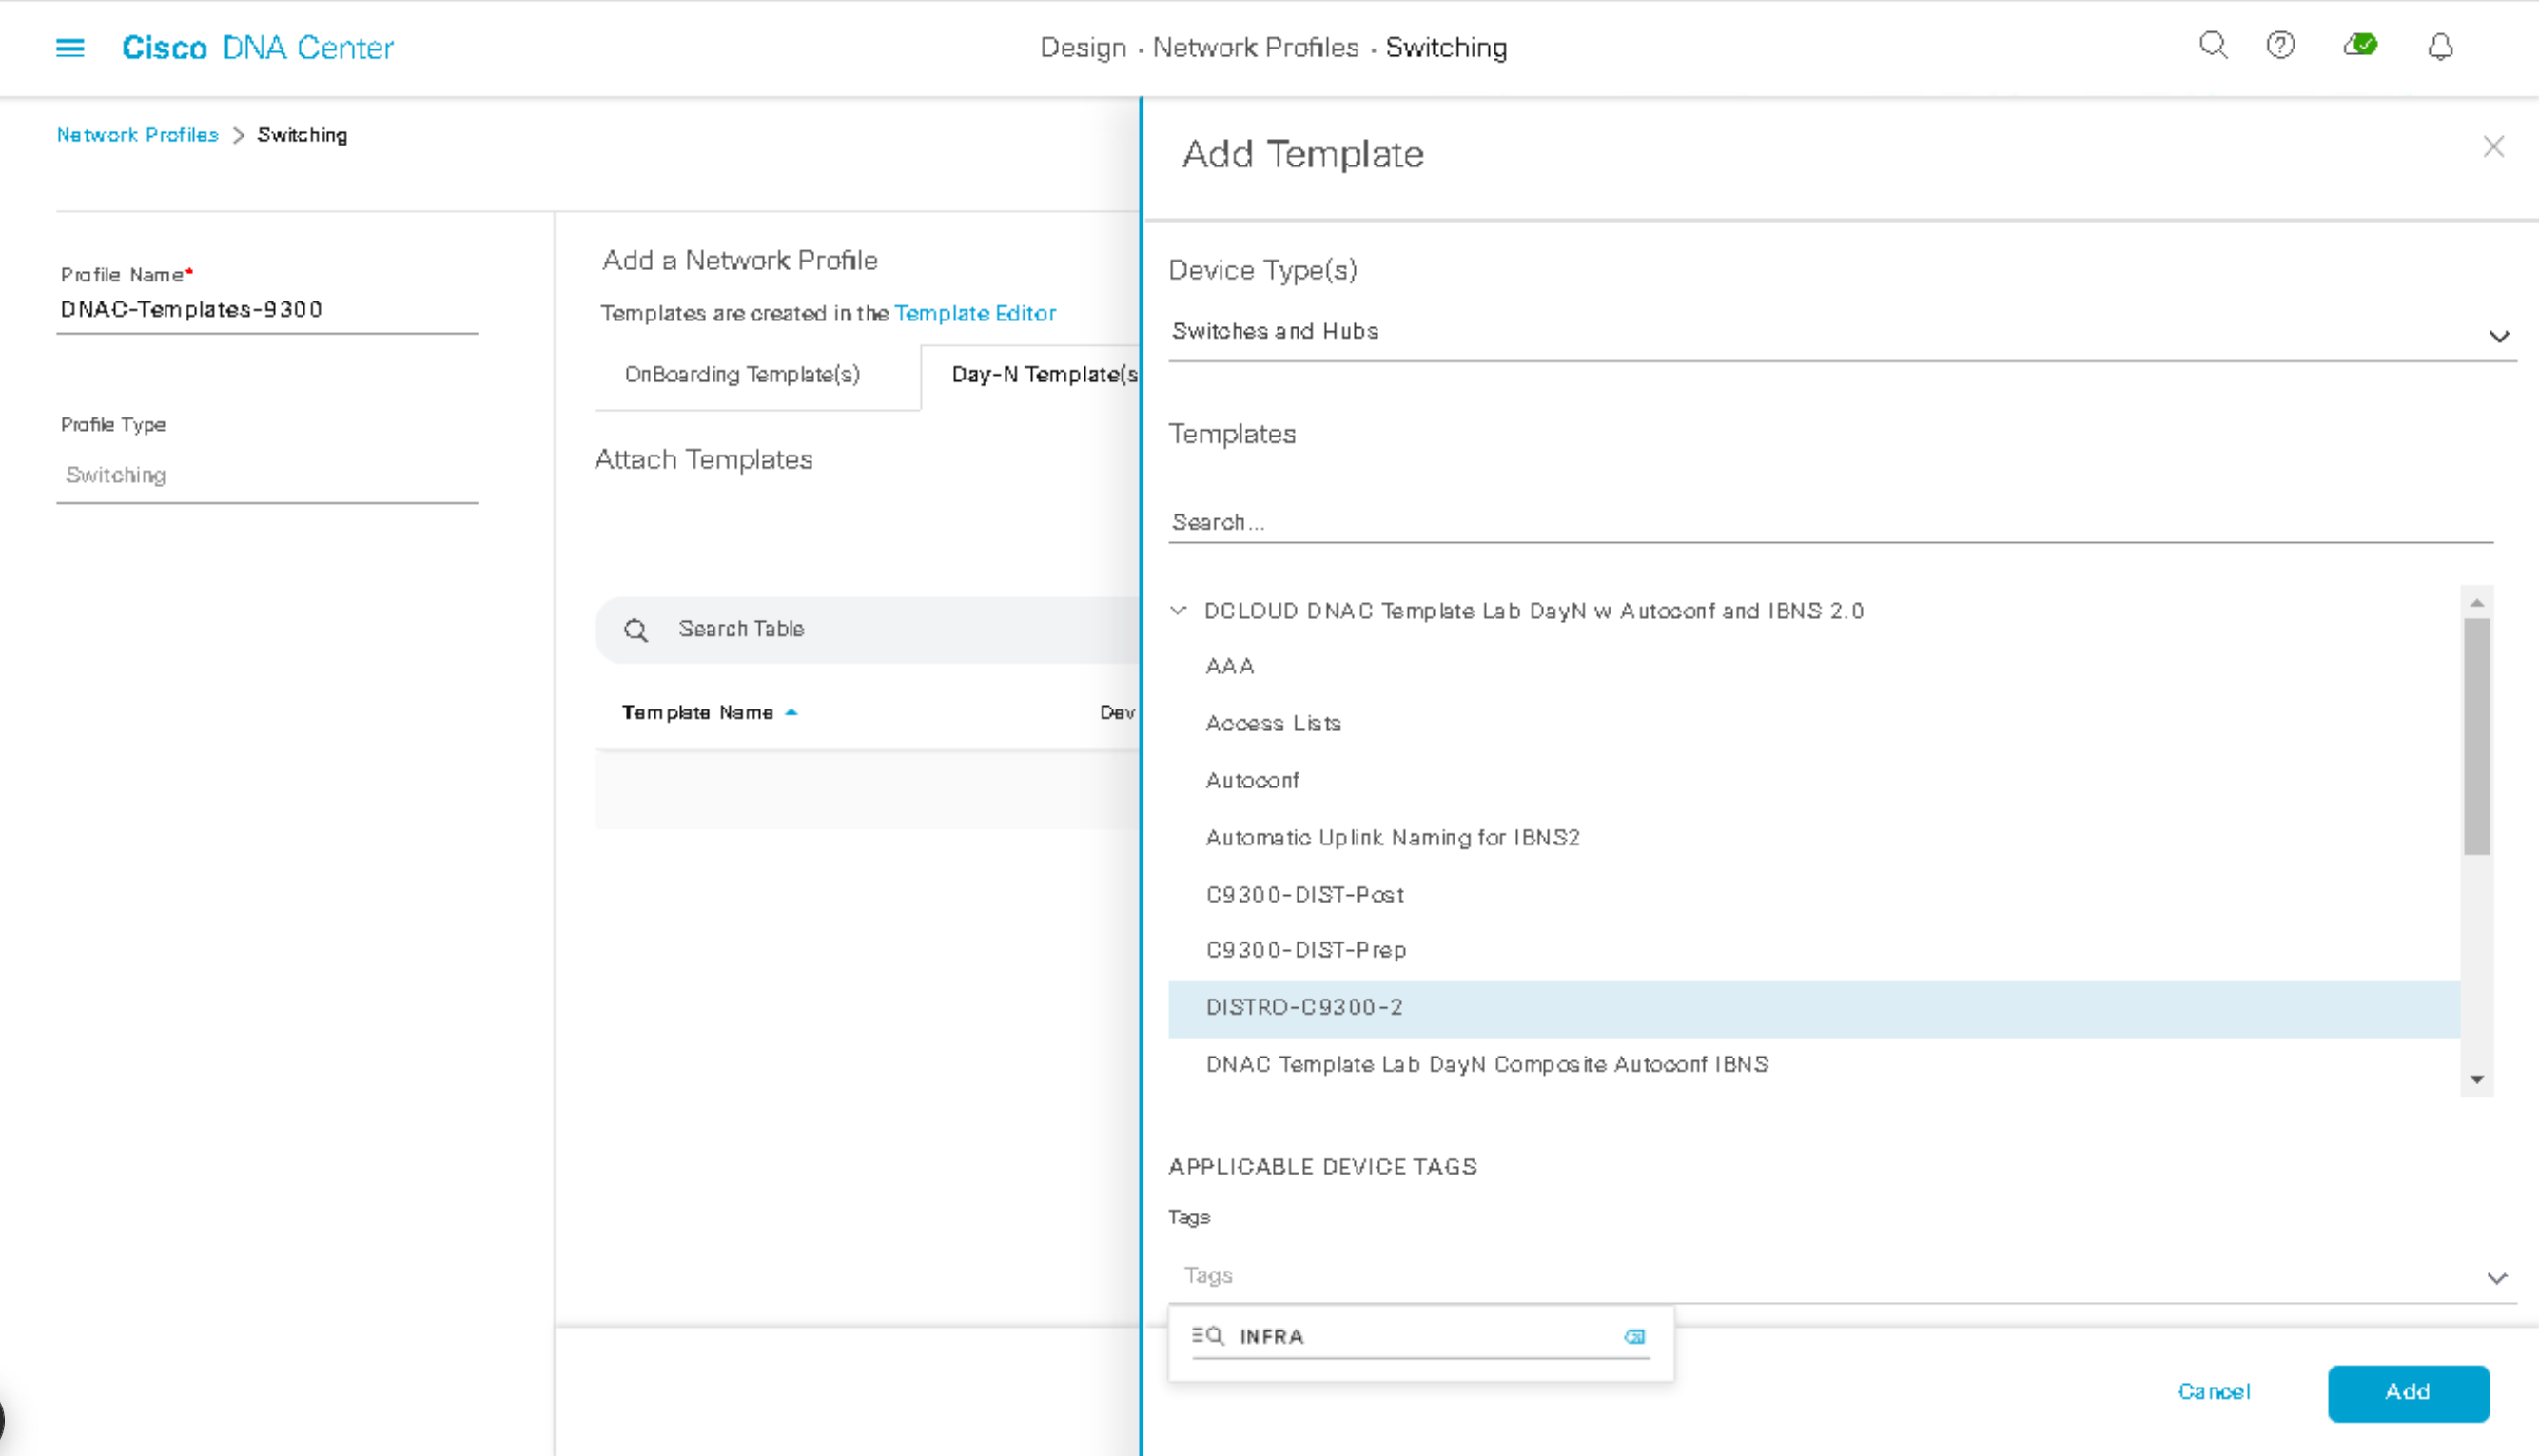 Cisco DNA Center
Design · Network Profiles · Switching
Network Profiles > Switching
Profile Name*
DNAC-Templates-9300
Profile Type
Switching
Add a Network Profile
Templates are created in the Template Editor
OnBoarding Template(s)
Day-N Template(s
Attach Templates
Search Table
Template Name
Dev
Add Template
Device Type(s)
Switches and Hubs
Templates
Search...
DCLOUD DNAC Template Lab DayN w Autoconf and IBNS 2.0
AAA
Access Lists
Autoconf
Automatic Uplink Naming for IBNS2
C9300-DIST-Post
C9300-DIST-Prep
DISTRO-C9300-2
DNAC Template Lab DayN Composite Autoconf IBNS
APPLICABLE DEVICE TAGS
Tags
Tags
INFRA
Cancel
Add